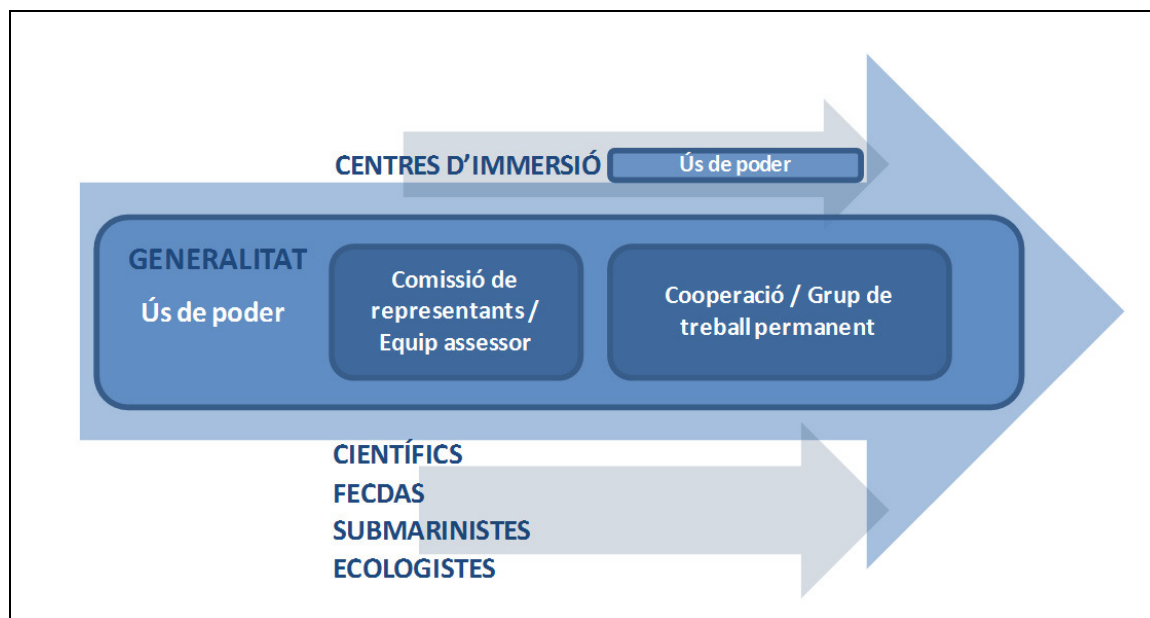 CENTRES D'IMMERSIÓ
Ús de poder
GENERALITAT
Ús de poder
Comissió de
representants /
Equip assessor
Cooperació / Grup de
treball permanent
CIENTÍFICS
FECDAS
SUBMARINISTES
ECOLOGISTES